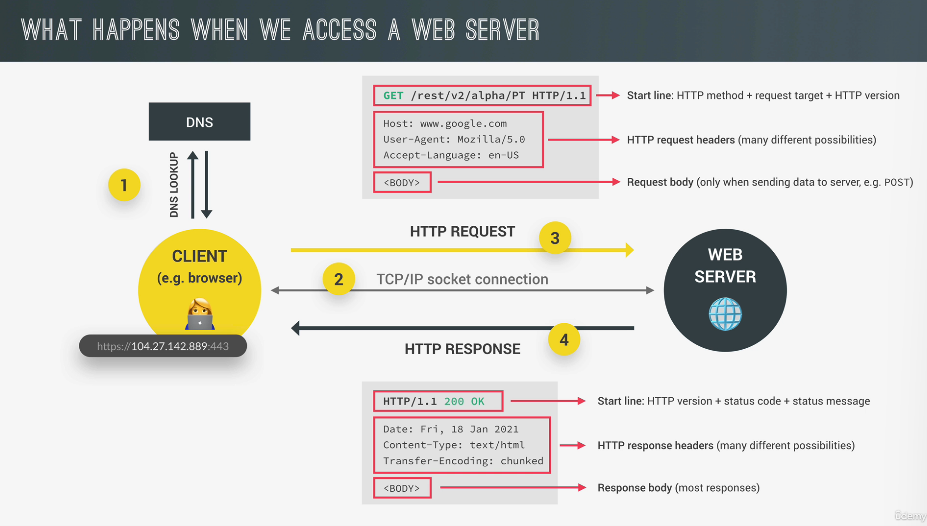 WHAT HAPPENS WHEN WE ACCESS A WEB SERVER
DNS
DNS LOOKUP
1
CLIENT
(e.g. browser)
https://104.27.142.889:443
GET /rest/v2/alpha/PT HTTP/1.1
Start line: HTTP method + request target + HTTP version
Host: www.google.com
User-Agent: Mozilla/5.0
Accept-Language: en-US
HTTP request headers (many different possibilities)
<BODY>
Request body (only when sending data to server, e.g. POST)
HTTP REQUEST
3
2
TCP/IP socket connection
4
HTTP RESPONSE
WEB
SERVER
HTTP/1.1 200 OK
Start line: HTTP version + status code + status message
Date: Fri, 18 Jan 2021
Content-Type: text/html
Transfer-Encoding: chunked
HTTP response headers (many different possibilities)
<BODY>
Response body (most responses)
Udemy